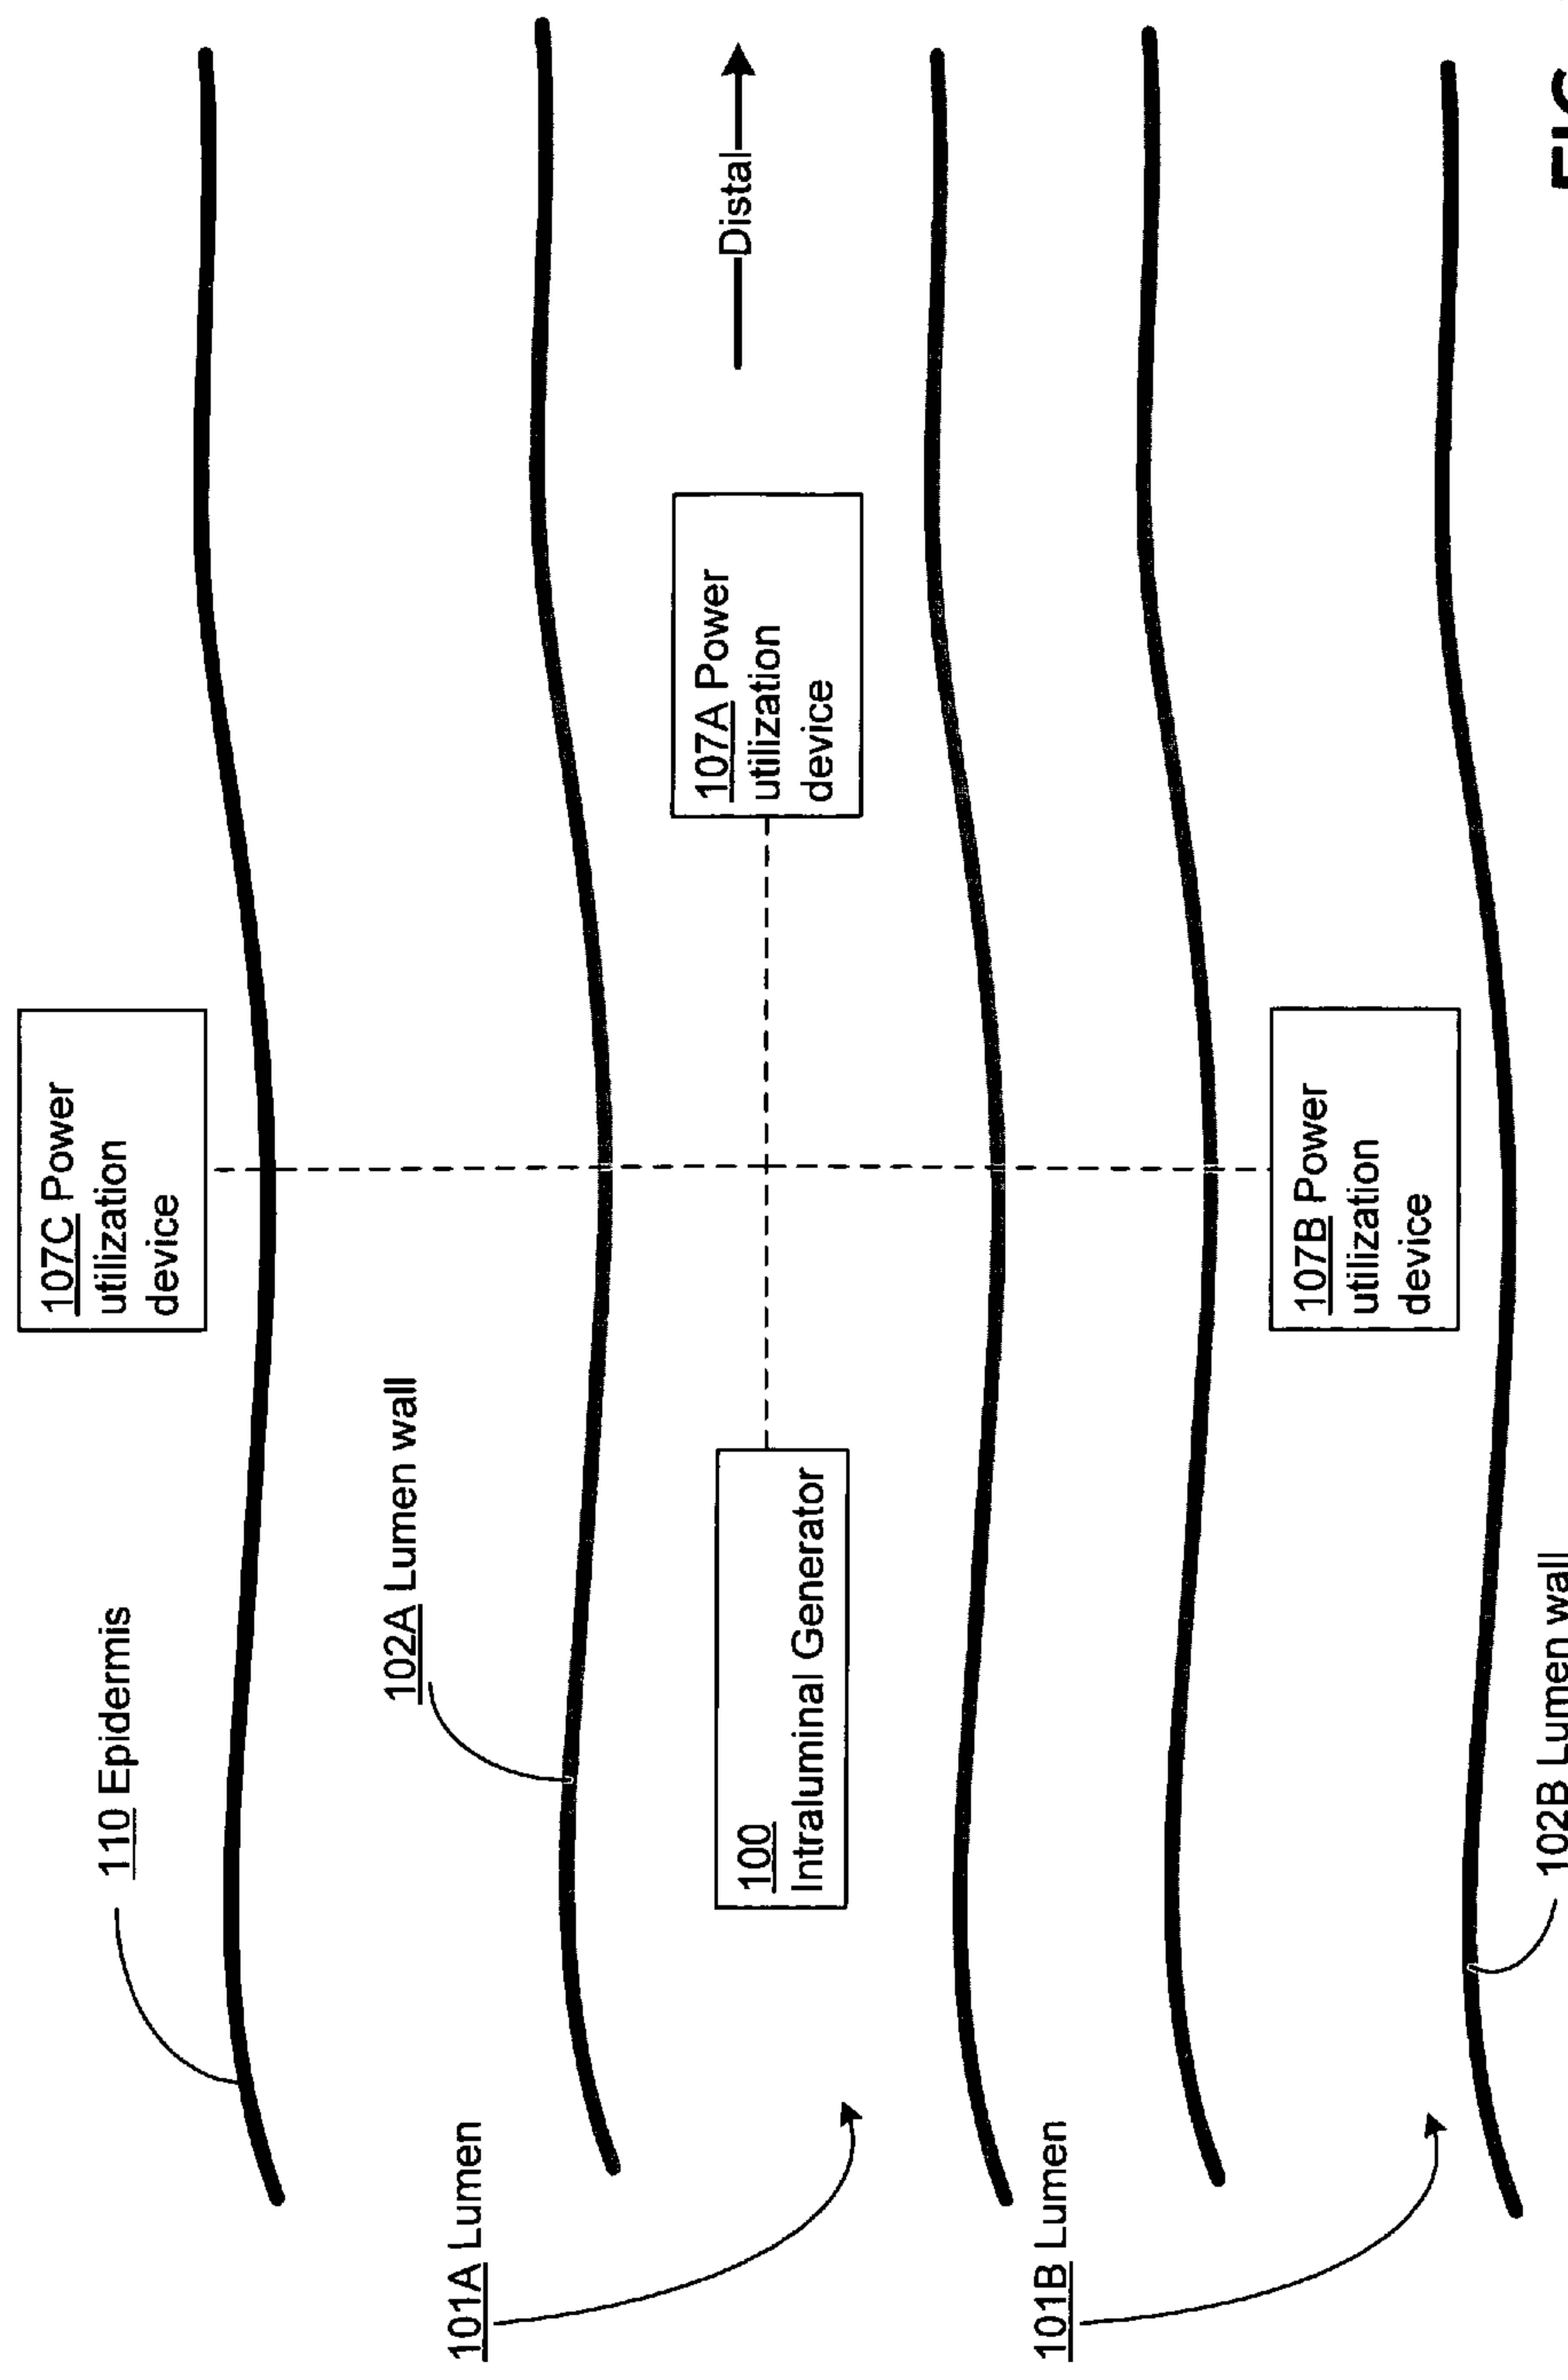 107C Power
utilization
device
110 Epidermis
102A Lumen wall
101A Lumen
107A Power
utilization
device
Distal
100
Intraluminal Generator
101B Lumen
107B Power
utilization
device
102B Lumen wall